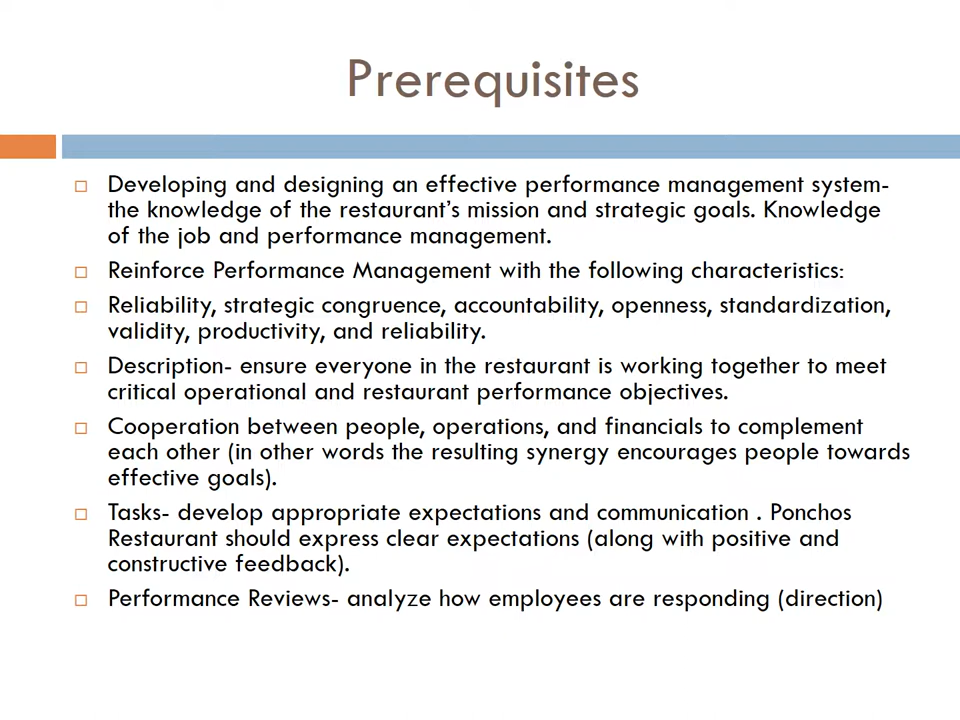 Prerequisites
Developing and designing an effective performance management system-
the knowledge of the restaurant's mission and strategic goals. Knowledge
of the job and performance management.
Reinforce Performance Management with the following characteristics:
Reliability, strategic congruence, accountability, openness, standardization,
validity, productivity, and reliability.
Description- ensure everyone in the restaurant is working together to meet
critical operational and restaurant performance objectives.
Cooperation between people, operations, and financials to complement
each other (in other words the resulting synergy encourages people towards
effective goals).
Tasks- develop appropriate expectations and communication . Ponchos
Restaurant should express clear expectations (along with positive and
constructive feedback).
Performance Reviews- analyze how employees are responding (direction)